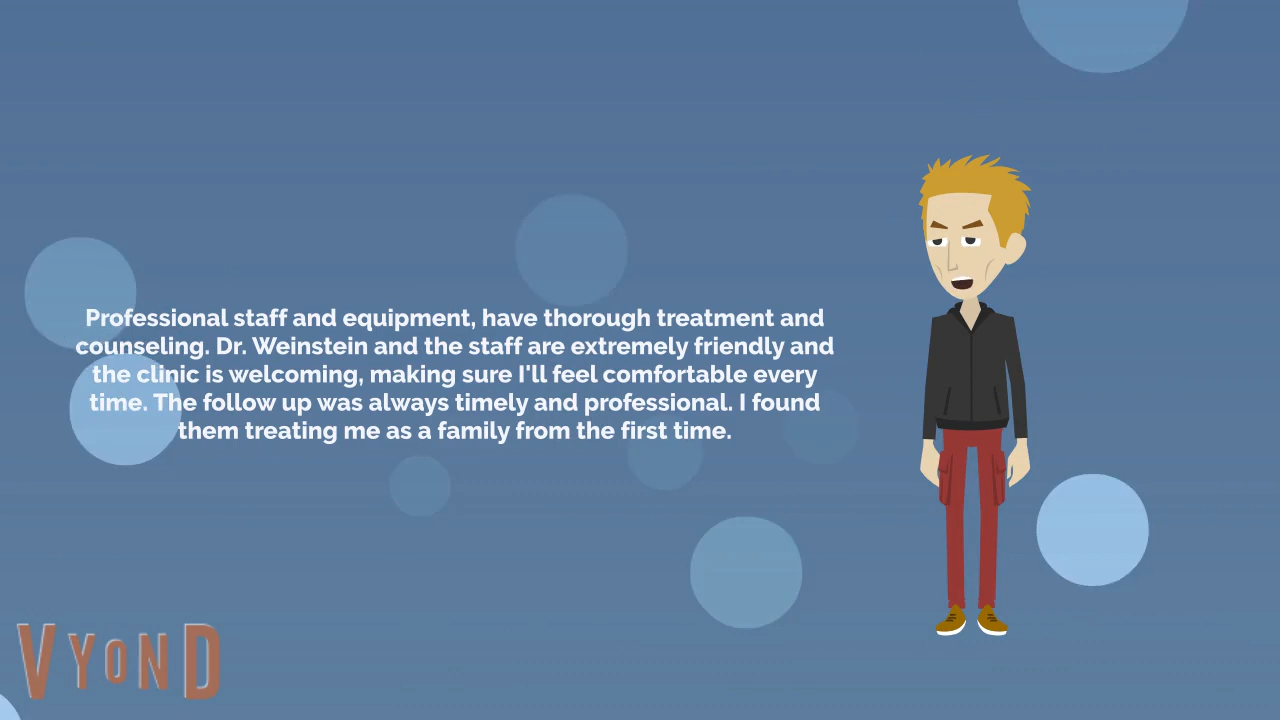 Professional staff and equipment, have thorough treatment and
counseling. Dr. Weinstein and the staff are extremely friendly and
the clinic is welcoming, making sure I'll feel comfortable every
time. The follow up was always timely and professional. I found
them treating me as a family from the first time.
VYOND